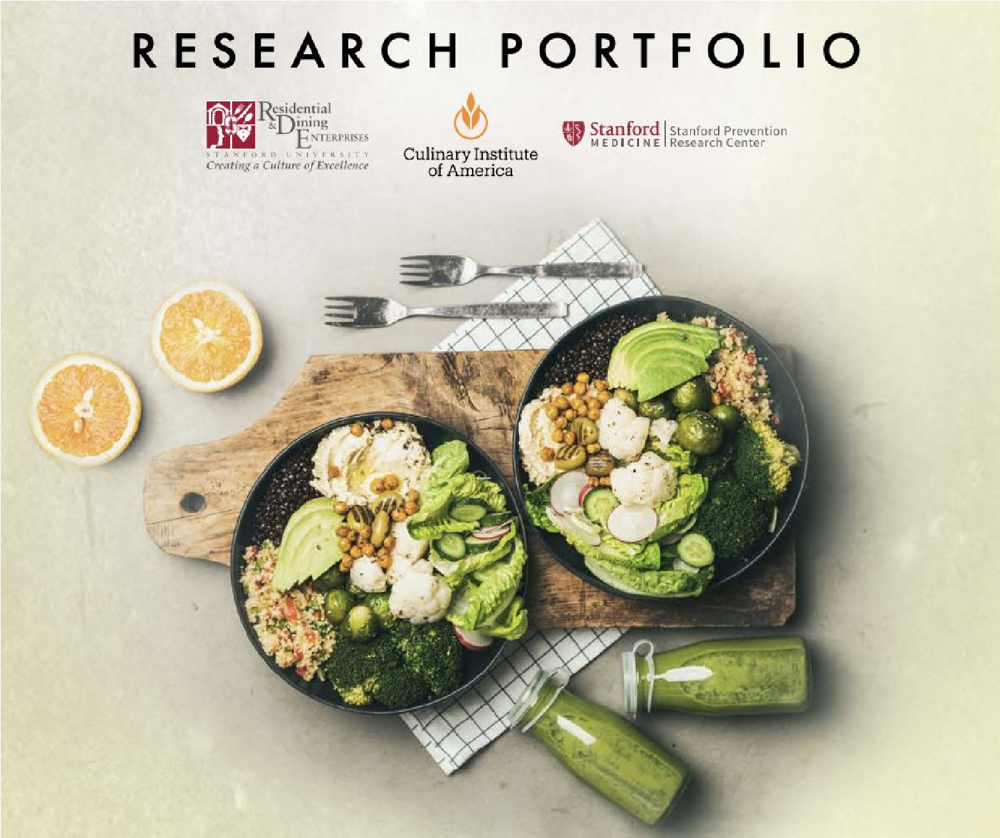 RESEARCH PORTFOLIO
Residential
& Dining
ENTERPRISES
STANFORD UNIVERSITY
Creating a Culture of Excellence
Culinary Institute
of America
Stanford
MEDICINE
Stanford Prevention
Research Center